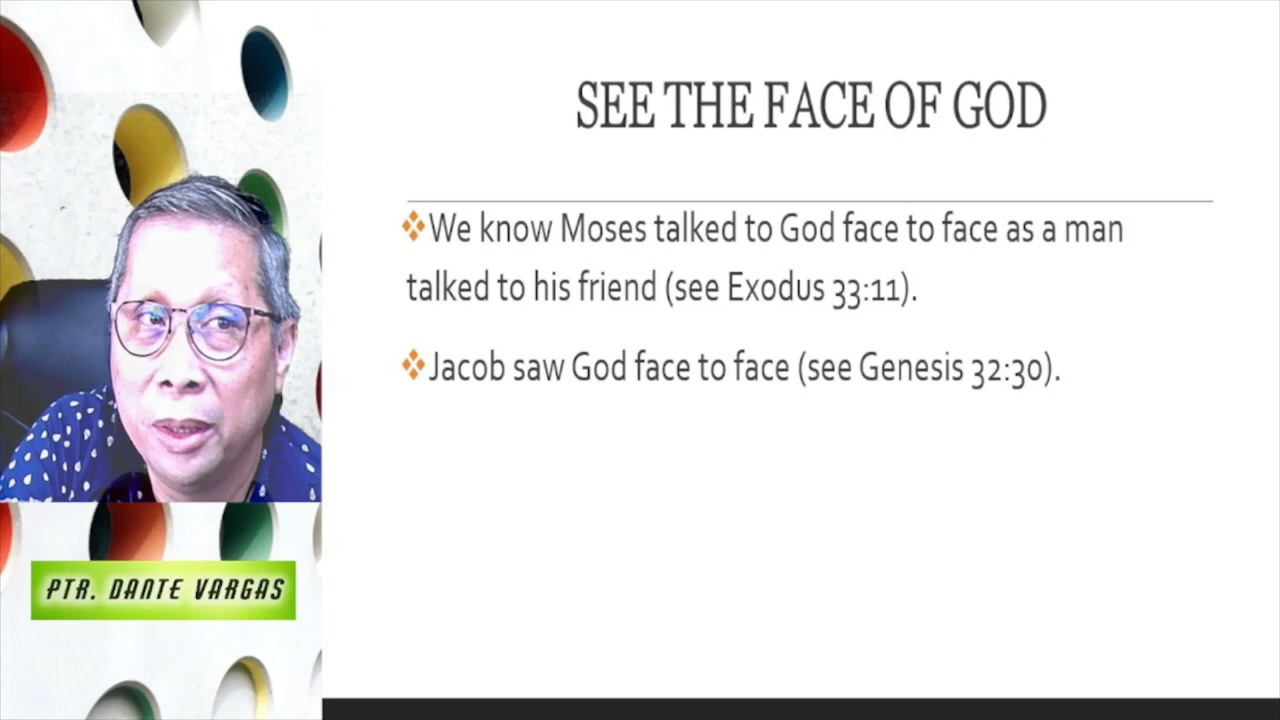 SEE THE FACE OF GOD
❖We know Moses talked to God face to face as a man
talked to his friend (see Exodus 33:11).
❖Jacob saw God face to face (see Genesis 32:30).
PTR. DANTE VARGAS